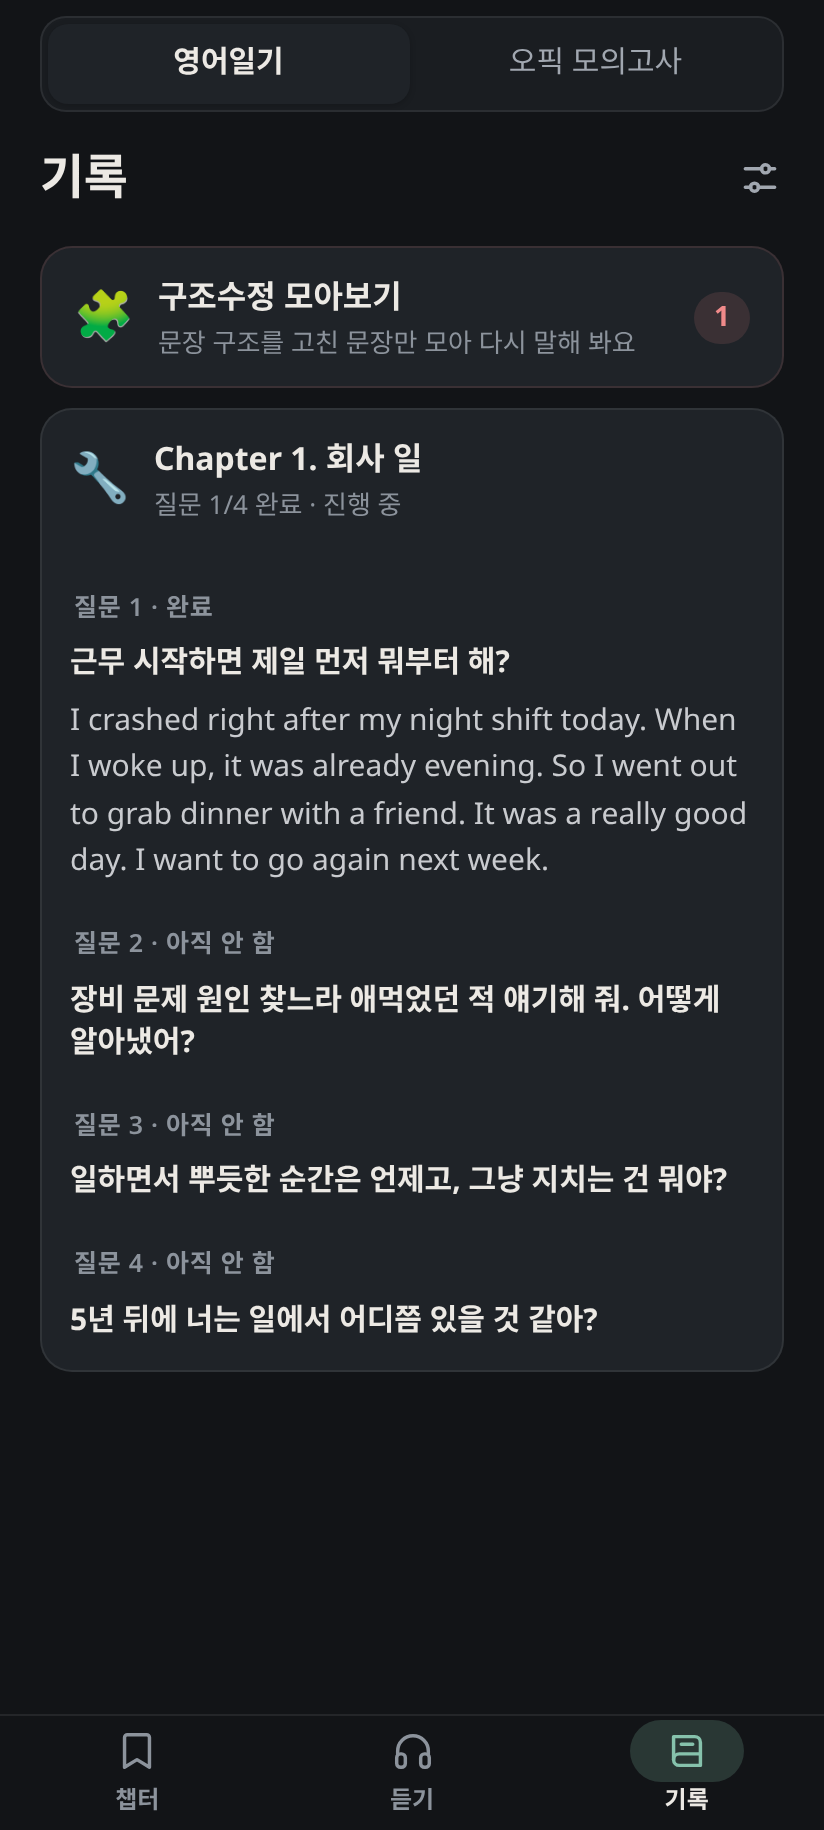 영어일기
오픽 모의고사
기록
구조수정 모아보기
문장 구조를 고친 문장만 모아 다시 말해 봐요
1
Chapter 1. 회사 일
질문 1/4 완료 · 진행 중
질문 1 · 완료
근무 시작하면 제일 먼저 뭐부터 해?
I crashed right after my night shift today. When
I woke up, it was already evening. So I went out
to grab dinner with a friend. It was a really good
day. I want to go again next week.
질문 2 · 아직 안 함
장비 문제 원인 찾느라 애먹었던 적 얘기해 줘. 어떻게
알아냈어?
질문 3 · 아직 안 함
일하면서 뿌듯한 순간은 언제고, 그냥 지치는 건 뭐야?
질문 4 · 아직 안 함
5년 뒤에 너는 일에서 어디쯤 있을 것 같아?
챕터
듣기
기록